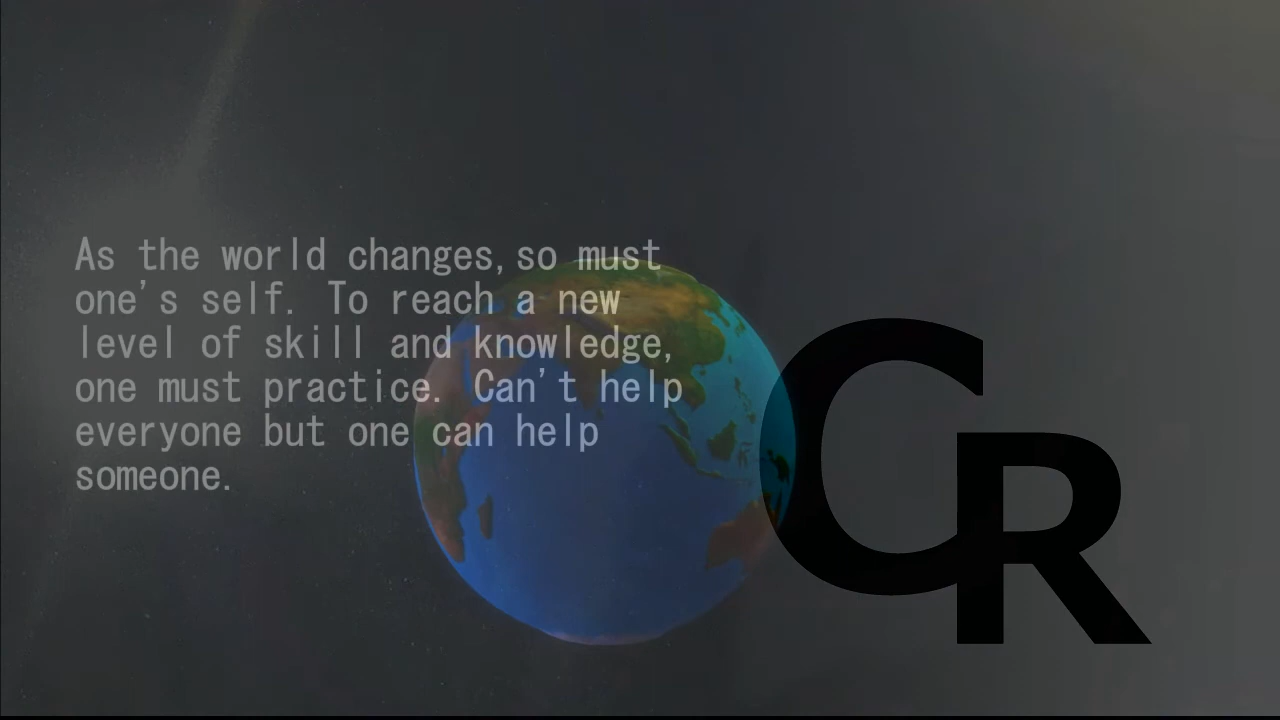 As the world changes,so must
one's self. To reach a new
level of skill and knowledge,
one must practice. Can't help
everyone but one can help
someone.
CR